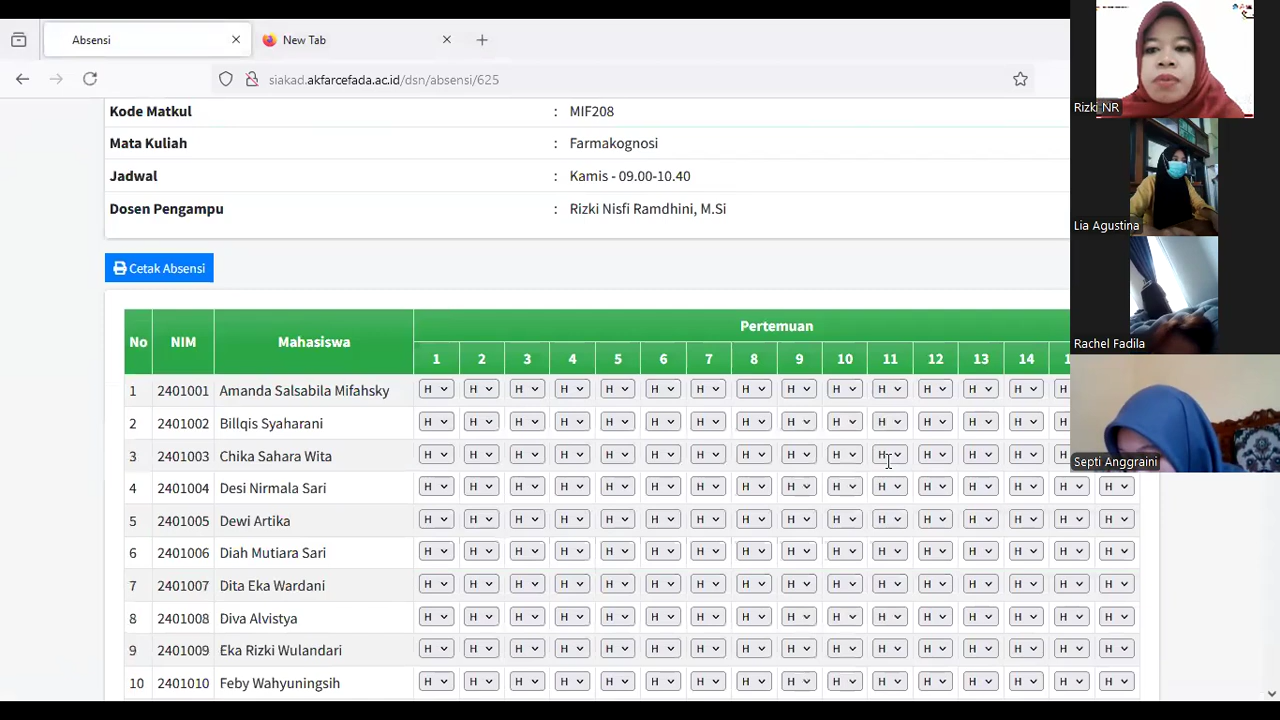 Absensi
New Tab
siakad.akfarcefada.ac.id/dsn/absensi/625
Kode Matkul : MIF208
Mata Kuliah : Farmakognosi
Jadwal : Kamis - 09.00-10.40
Dosen Pengampu : Rizki Nisfi Ramdhini, M.Si
Cetak Absensi
No NIM Mahasiswa Pertemuan
1 2 3 4 5 6 7 8 9 10 11 12 13 14
1 2401001 Amanda Salsabila Mifahsky H H H H H H H H H H H H H H H
2 2401002 Billqis Syaharani H H H H H H H H H H H H H H H
3 2401003 Chika Sahara Wita H H H H H H H H H H H H H H H
4 2401004 Desi Nirmala Sari H H H H H H H H H H H H H H H H
5 2401005 Dewi Artika H H H H H H H H H H H H H H H H
6 2401006 Diah Mutiara Sari H H H H H H H H H H H H H H H H
7 2401007 Dita Eka Wardani H H H H H H H H H H H H H H H H
8 2401008 Diva Alvistya H H H H H H H H H H H H H H H H
9 2401009 Eka Rizki Wulandari H H H H H H H H H H H H H H H H
10 2401010 Feby Wahyuningsih H H H H H H H H H H H H H H H H
Rizki NR
Lia Agustina
Rachel Fadila
Septi Anggraini